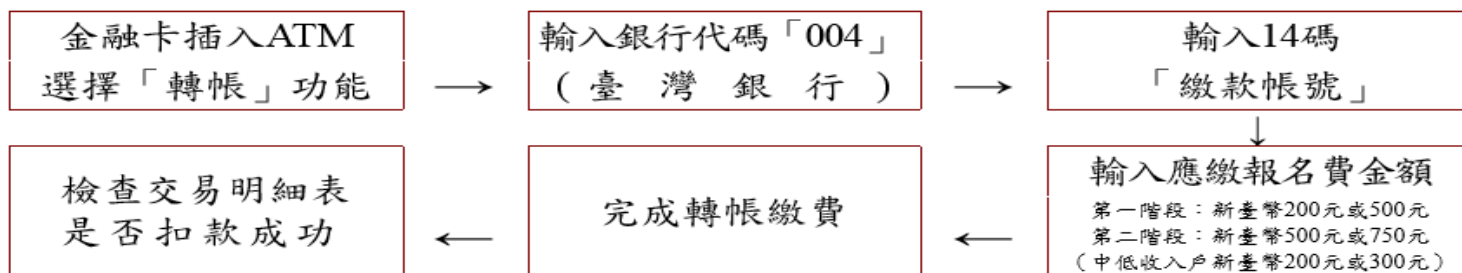 金融卡插入ATM
選擇「轉帳」功能
→
輸入銀行代碼「004」
(臺灣銀行)
→
輸入14碼
「繳款帳號」
↓
輸入應繳報名費金額
第一階段：新臺幣200元或500元
第二階段：新臺幣500元或750元
（中低收入戶新臺幣200元或300元）
←
完成轉帳繳費
←
檢查交易明細表
是否扣款成功